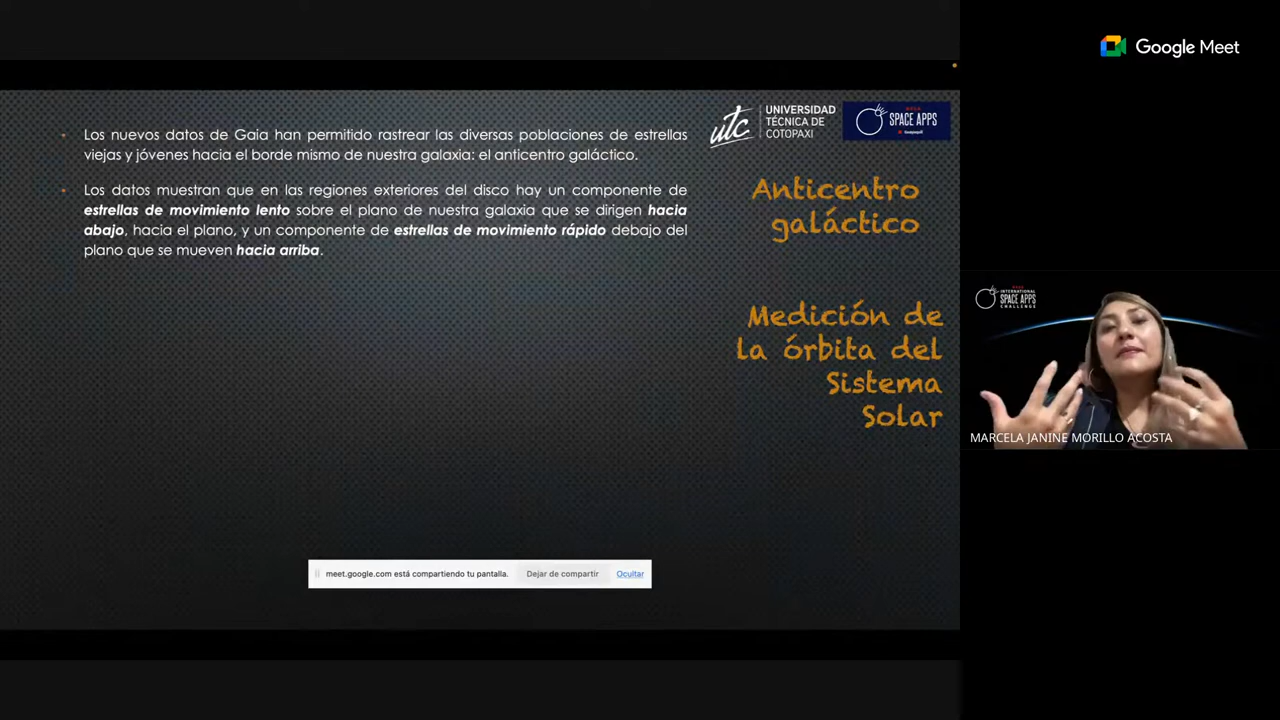 Google Meet
Los nuevos datos de Gaia han permitido rastrear las diversas poblaciones de estrellas
viejas y jóvenes hacia el borde mismo de nuestra galaxia: el anticentro galáctico.
Los datos muestran que en las regiones exteriores del disco hay un componente de
estrellas de movimiento lento sobre el plano de nuestra galaxia que se dirigen hacia
abajo, hacia el plano, y un componente de estrellas de movimiento rápido debajo del
plano que se mueven hacia arriba.
utc
UNIVERSIDAD
TÉCNICA DE
COTOPAXI
SPACE APPS
Anticentro
galáctico
Medición de
la órbita del
Sistema
Solar
INTERNATIONAL
SPACE APPS
CHALLENGE
MARCELA JANINE MORILLO ACOSTA
meet.google.com está compartiendo tu pantalla.
Dejar de compartir
Ocultar